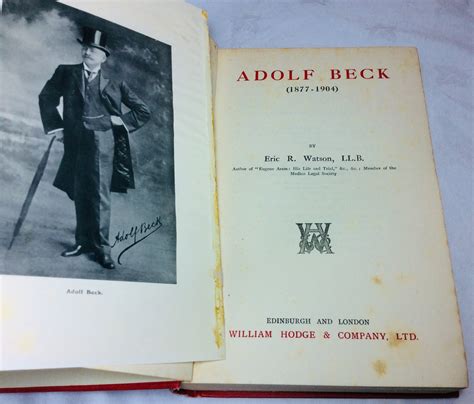 Adolf Beck
Adolf Beck.
ADOLF BECK
(1877-1904)
BY
Eric R. Watson, LL.B.
Author of "Eugene Aram: His Life and Trial," &c., &c.; Member of the
Medico Legal Society
EDINBURGH AND LONDON
WILLIAM HODGE & COMPANY, LTD.